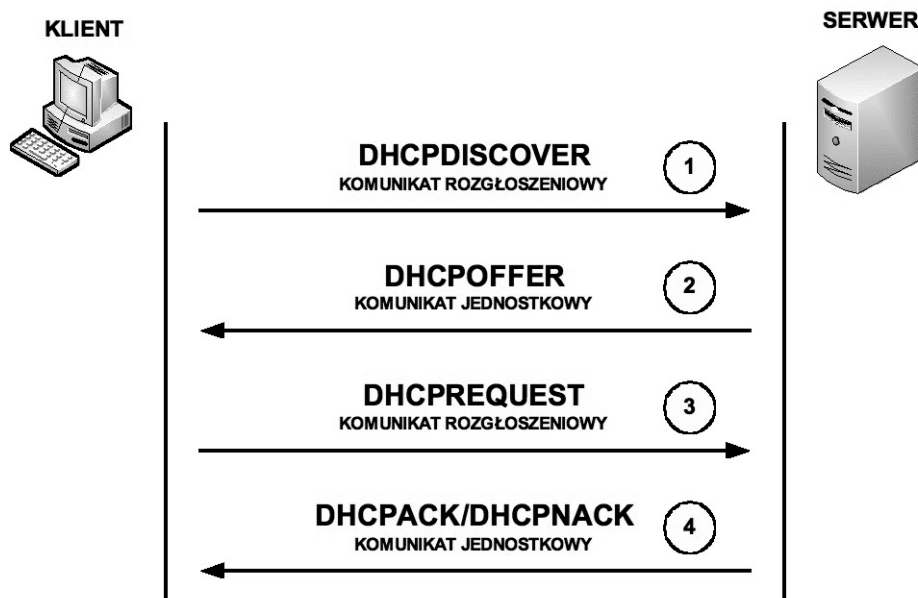 KLIENT
SERWER
DHCPDISCOVER
KOMUNIKAT ROZGŁOSZENIOWY
1
DHCPOFFER
KOMUNIKAT JEDNOSTKOWY
2
DHCPREQUEST
KOMUNIKAT ROZGŁOSZENIOWY
3
DHCPACK/DHCPNACK
KOMUNIKAT JEDNOSTKOWY
4